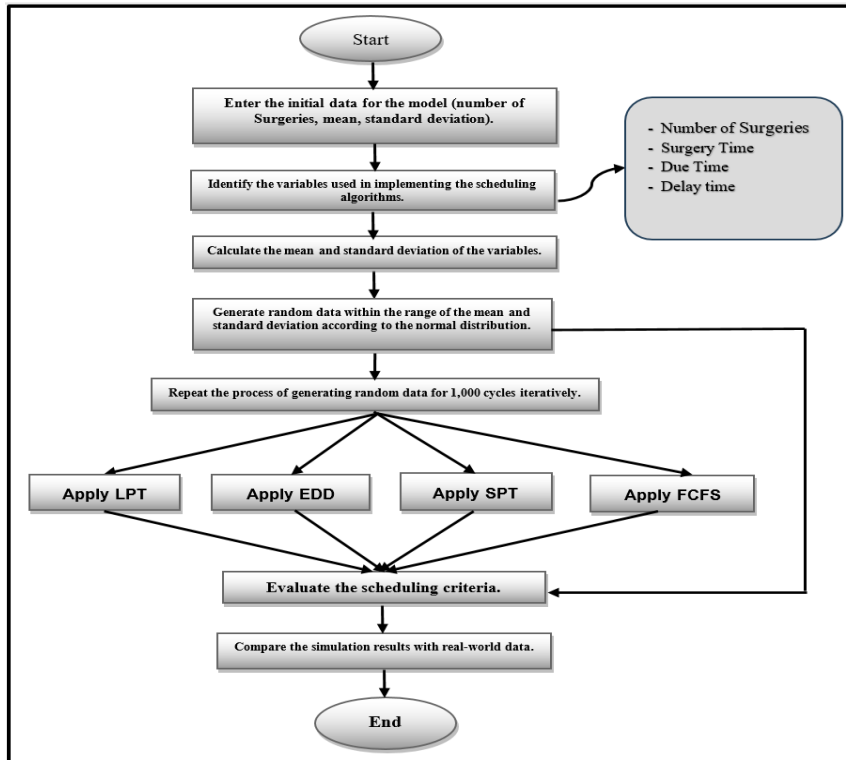 Start
Enter the initial data for the model (number of
Surgeries, mean, standard deviation).
- Number of Surgeries
- Surgery Time
- Due Time
- Delay time
Identify the variables used in implementing the scheduling
algorithms.
Calculate the mean and standard deviation of the variables.
Generate random data within the range of the mean and
standard deviation according to the normal distribution.
Repeat the process of generating random data for 1,000 cycles iteratively.
Apply LPT
Apply EDD
Apply SPT
Apply FCFS
Evaluate the scheduling criteria.
Compare the simulation results with real-world data.
End